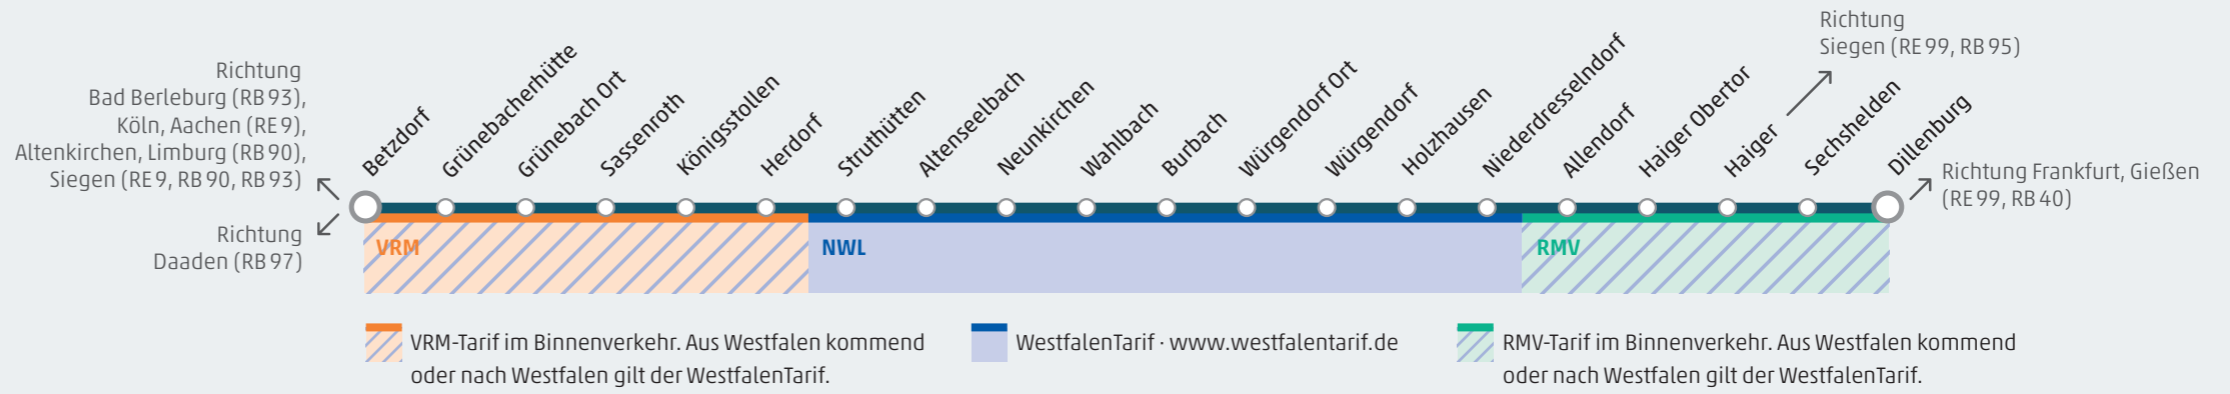 Richtung
Bad Berleburg (RB 93),
Köln, Aachen (RE 9),
Altenkirchen, Limburg (RB 90),
Siegen (RE 9, RB 90, RB 93)
Richtung
Daaden (RB 97)
Betzdorf
Grünebacherhütte
Grünebach Ort
Sassenroth
Königsstollen
Herdorf
Struthütten
Altenseelbach
Neunkirchen
Wahlbach
Burbach
Würgendorf Ort
Würgendorf
Holzhausen
Niederdresselndorf
Allendorf
Haiger Obertor
Haiger
Sechshelden
Dillenburg
Richtung
Siegen (RE 99, RB 95)
Richtung Frankfurt, Gießen
(RE 99, RB 40)
VRM
NWL
RMV
VRM-Tarif im Binnenverkehr. Aus Westfalen kommend
oder nach Westfalen gilt der WestfalenTarif.
WestfalenTarif · www.westfalentarif.de
RMV-Tarif im Binnenverkehr. Aus Westfalen kommend
oder nach Westfalen gilt der WestfalenTarif.